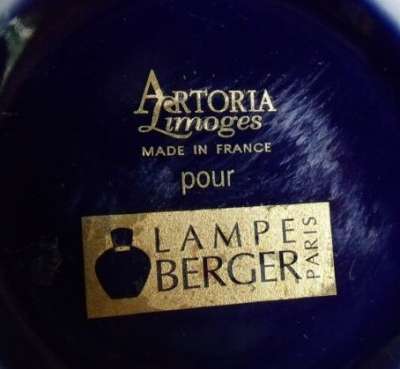 ARTORIA
Limoges
MADE IN FRANCE
pour
LAMPE
BERGER
PARIS